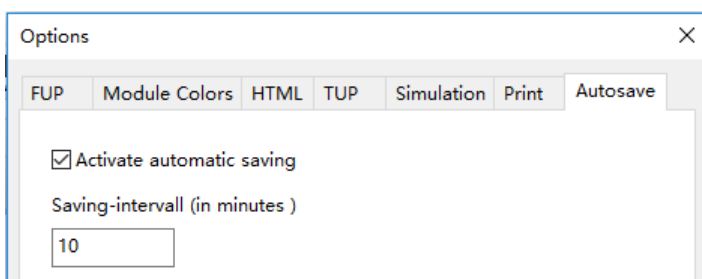 Options
FUP Module Colors HTML TUP Simulation Print Autosave
Activate automatic saving
Saving-intervall (in minutes )
10